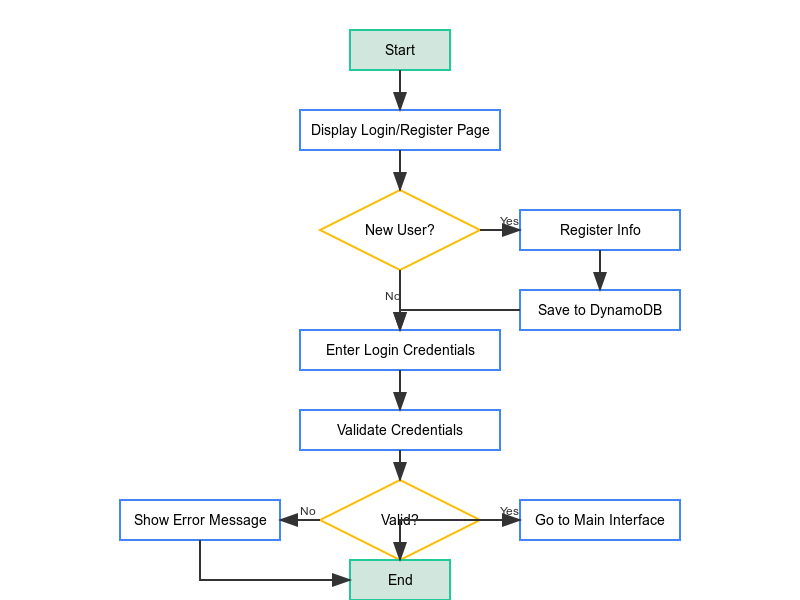 Start
Display Login/Register Page
New User?
Yes
Register Info
No
Save to DynamoDB
Enter Login Credentials
Validate Credentials
Show Error Message
No
Valid?
Yes
Go to Main Interface
End